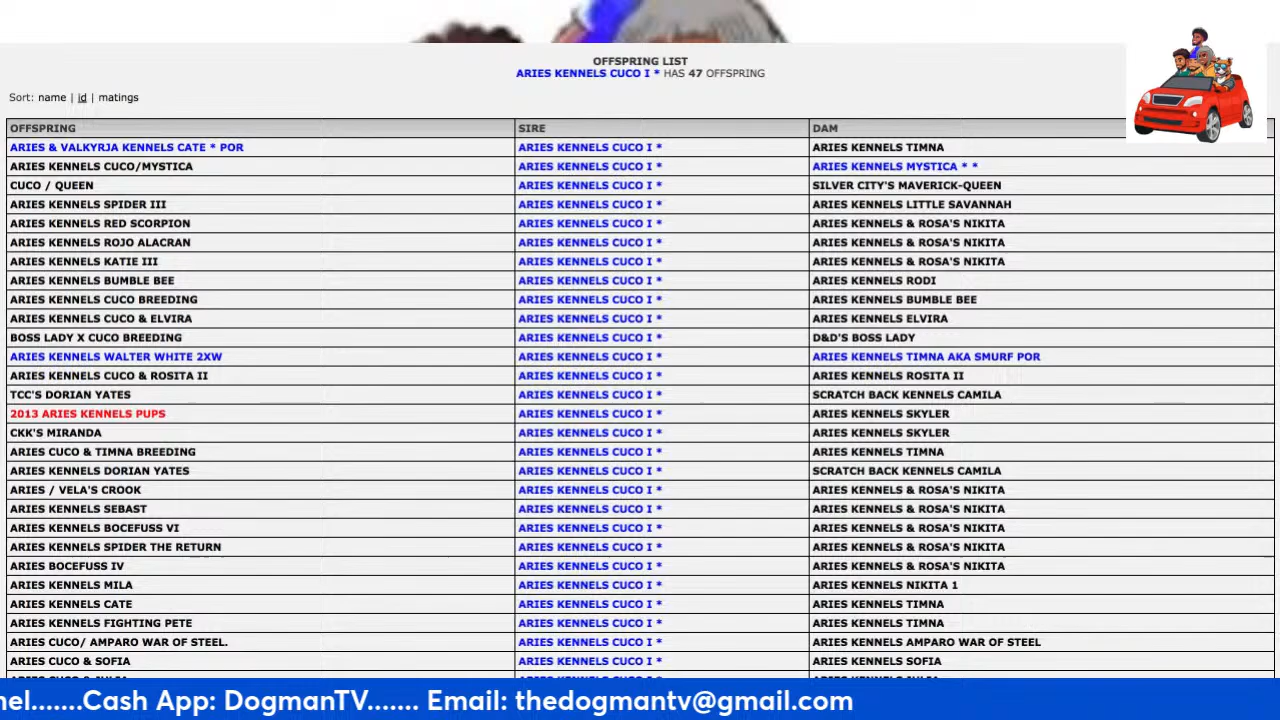 OFFSPRING LIST
ARIES KENNELS CUCO I * HAS 47 OFFSPRING
Sort: name | id | matings
OFFSPRING SIRE DAM
ARIES & VALKYRJA KENNELS CATE * POR ARIES KENNELS CUCO I * ARIES KENNELS TIMNA
ARIES KENNELS CUCO/MYSTICA ARIES KENNELS CUCO I * ARIES KENNELS MYSTICA * *
CUCO / QUEEN ARIES KENNELS CUCO I * SILVER CITY'S MAVERICK-QUEEN
ARIES KENNELS SPIDER III ARIES KENNELS CUCO I * ARIES KENNELS LITTLE SAVANNAH
ARIES KENNELS RED SCORPION ARIES KENNELS CUCO I * ARIES KENNELS & ROSA'S NIKITA
ARIES KENNELS ROJO ALACRAN ARIES KENNELS CUCO I * ARIES KENNELS & ROSA'S NIKITA
ARIES KENNELS KATIE III ARIES KENNELS CUCO I * ARIES KENNELS & ROSA'S NIKITA
ARIES KENNELS BUMBLE BEE ARIES KENNELS CUCO I * ARIES KENNELS RODI
ARIES KENNELS CUCO BREEDING ARIES KENNELS CUCO I * ARIES KENNELS BUMBLE BEE
ARIES KENNELS CUCO & ELVIRA ARIES KENNELS CUCO I * ARIES KENNELS ELVIRA
BOSS LADY X CUCO BREEDING ARIES KENNELS CUCO I * D&D'S BOSS LADY
ARIES KENNELS WALTER WHITE 2XW ARIES KENNELS CUCO I * ARIES KENNELS TIMNA AKA SMURF POR
ARIES KENNELS CUCO & ROSITA II ARIES KENNELS CUCO I * ARIES KENNELS ROSITA II
TCC'S DORIAN YATES ARIES KENNELS CUCO I * SCRATCH BACK KENNELS CAMILA
2013 ARIES KENNELS PUPS ARIES KENNELS CUCO I * ARIES KENNELS SKYLER
CKK'S MIRANDA ARIES KENNELS CUCO I * ARIES KENNELS SKYLER
ARIES CUCO & TIMNA BREEDING ARIES KENNELS CUCO I * ARIES KENNELS TIMNA
ARIES KENNELS DORIAN YATES ARIES KENNELS CUCO I * SCRATCH BACK KENNELS CAMILA
ARIES / VELA'S CROOK ARIES KENNELS CUCO I * ARIES KENNELS & ROSA'S NIKITA
ARIES KENNELS SEBAST ARIES KENNELS CUCO I * ARIES KENNELS & ROSA'S NIKITA
ARIES KENNELS BOCEFUSS VI ARIES KENNELS CUCO I * ARIES KENNELS & ROSA'S NIKITA
ARIES KENNELS SPIDER THE RETURN ARIES KENNELS CUCO I * ARIES KENNELS & ROSA'S NIKITA
ARIES BOCEFUSS IV ARIES KENNELS CUCO I * ARIES KENNELS & ROSA'S NIKITA
ARIES KENNELS MILA ARIES KENNELS CUCO I * ARIES KENNELS NIKITA 1
ARIES KENNELS CATE ARIES KENNELS CUCO I * ARIES KENNELS TIMNA
ARIES KENNELS FIGHTING PETE ARIES KENNELS CUCO I * ARIES KENNELS TIMNA
ARIES CUCO/ AMPARO WAR OF STEEL. ARIES KENNELS CUCO I * ARIES KENNELS AMPARO WAR OF STEEL
ARIES CUCO & SOFIA ARIES KENNELS CUCO I * ARIES KENNELS SOFIA
nel.......Cash App: DogmanTV....... Email: thedogmantv@gmail.com